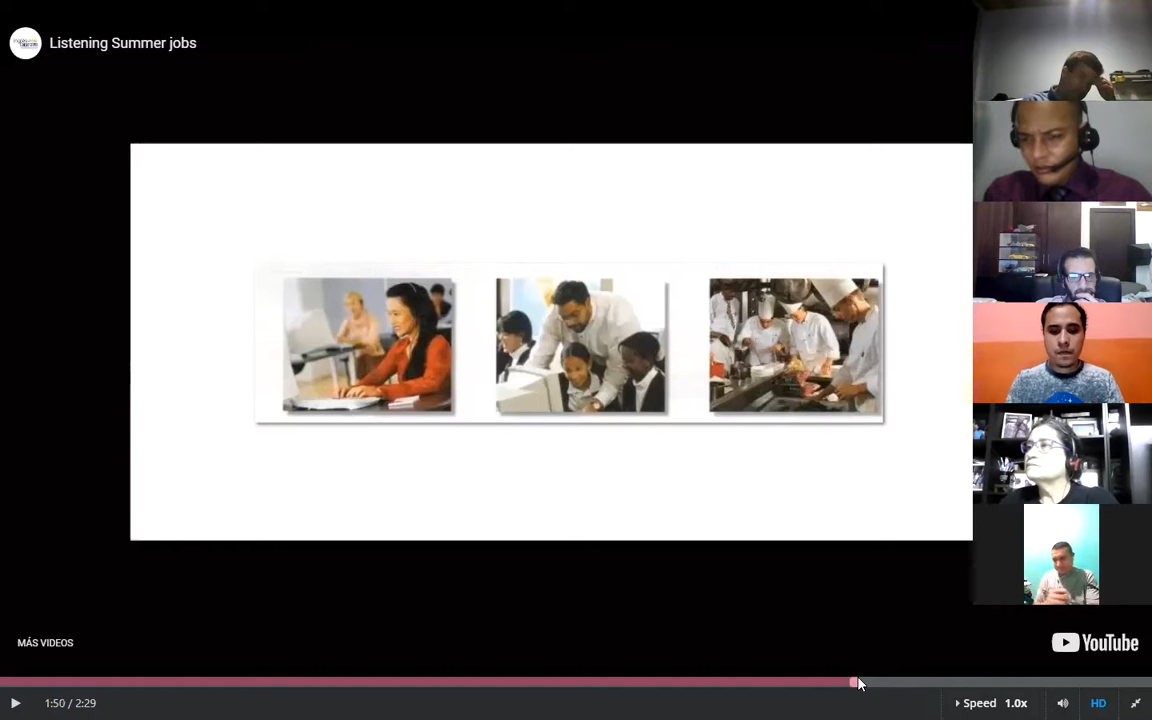 Listening Summer jobs
MÁS VIDEOS
YouTube
1:50 / 2:29
Speed 1.0x
HD